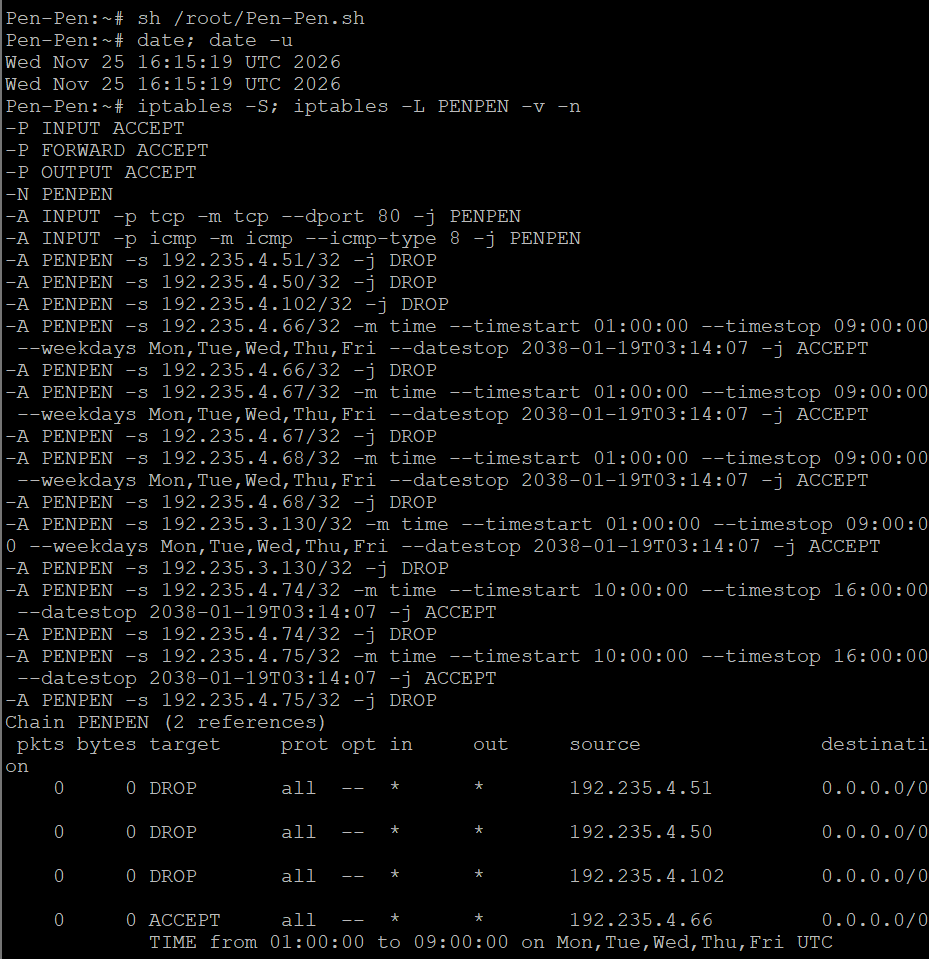 Pen-Pen:~# sh /root/Pen-Pen.sh
Pen-Pen:~# date; date -u
Wed Nov 25 16:15:19 UTC 2026
Wed Nov 25 16:15:19 UTC 2026
Pen-Pen:~# iptables -S; iptables -L PENPEN -v -n
-P INPUT ACCEPT
-P FORWARD ACCEPT
-P OUTPUT ACCEPT
-N PENPEN
-A INPUT -p tcp -m tcp --dport 80 -j PENPEN
-A INPUT -p icmp -m icmp --icmp-type 8 -j PENPEN
-A PENPEN -s 192.235.4.51/32 -j DROP
-A PENPEN -s 192.235.4.50/32 -j DROP
-A PENPEN -s 192.235.4.102/32 -j DROP
-A PENPEN -s 192.235.4.66/32 -m time --timestart 01:00:00 --timestop 09:00:00
 --weekdays Mon,Tue,Wed,Thu,Fri --datestop 2038-01-19T03:14:07 -j ACCEPT
-A PENPEN -s 192.235.4.66/32 -j DROP
-A PENPEN -s 192.235.4.67/32 -m time --timestart 01:00:00 --timestop 09:00:00
 --weekdays Mon,Tue,Wed,Thu,Fri --datestop 2038-01-19T03:14:07 -j ACCEPT
-A PENPEN -s 192.235.4.67/32 -j DROP
-A PENPEN -s 192.235.4.68/32 -m time --timestart 01:00:00 --timestop 09:00:00
 --weekdays Mon,Tue,Wed,Thu,Fri --datestop 2038-01-19T03:14:07 -j ACCEPT
-A PENPEN -s 192.235.4.68/32 -j DROP
-A PENPEN -s 192.235.3.130/32 -m time --timestart 01:00:00 --timestop 09:00:0
0 --weekdays Mon,Tue,Wed,Thu,Fri --datestop 2038-01-19T03:14:07 -j ACCEPT
-A PENPEN -s 192.235.3.130/32 -j DROP
-A PENPEN -s 192.235.4.74/32 -m time --timestart 10:00:00 --timestop 16:00:00
 --datestop 2038-01-19T03:14:07 -j ACCEPT
-A PENPEN -s 192.235.4.74/32 -j DROP
-A PENPEN -s 192.235.4.75/32 -m time --timestart 10:00:00 --timestop 16:00:00
 --datestop 2038-01-19T03:14:07 -j ACCEPT
-A PENPEN -s 192.235.4.75/32 -j DROP
Chain PENPEN (2 references)
 pkts bytes target     prot opt in     out     source               destinati
on
    0     0 DROP       all  --  *      *       192.235.4.51         0.0.0.0/0
    0     0 DROP       all  --  *      *       192.235.4.50         0.0.0.0/0
    0     0 DROP       all  --  *      *       192.235.4.102        0.0.0.0/0
    0     0 ACCEPT     all  --  *      *       192.235.4.66         0.0.0.0/0
            TIME from 01:00:00 to 09:00:00 on Mon,Tue,Wed,Thu,Fri UTC